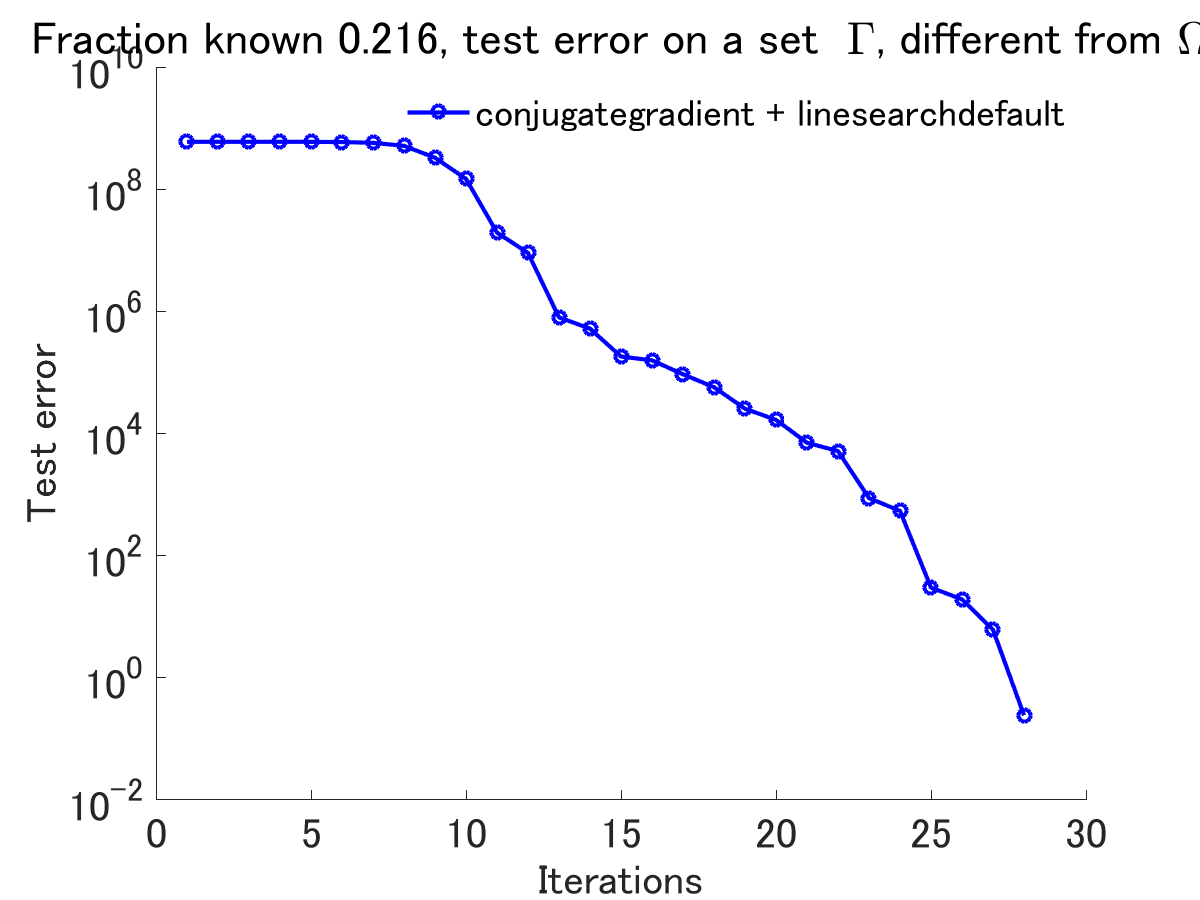 Fraction known 0.216, test error on a set Γ, different from Ω
10^10
conjugategradient + linesearchdefault
10^8
10^6
10^4
10^2
10^0
10^-2
Test error
0 5 10 15 20 25 30
Iterations